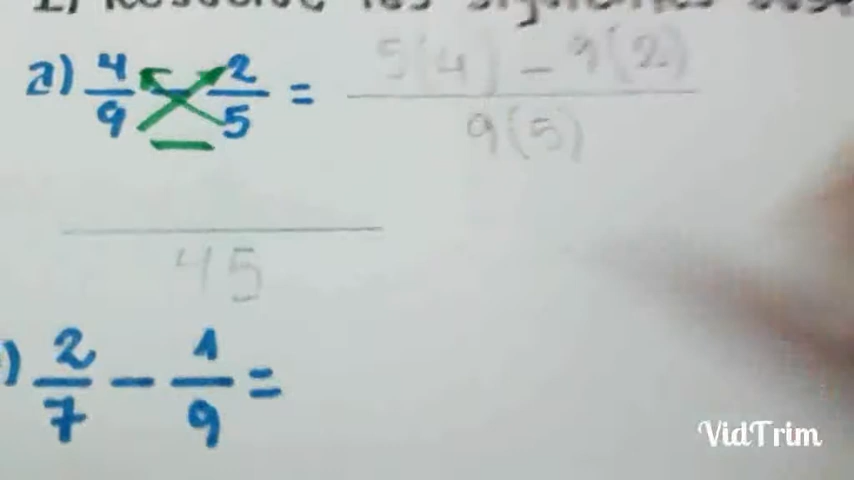 a) 4/9 - 2/5 = 5(4) - 9(2) / 9(5)
45
) 2/7 - 1/9 =
VidTrim